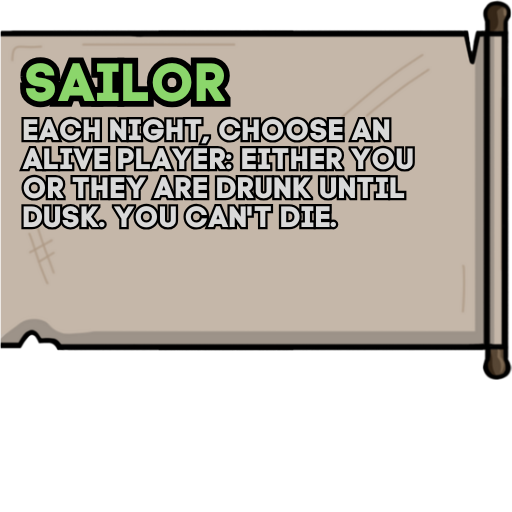 SAILOR
EACH NIGHT, CHOOSE AN
ALIVE PLAYER: EITHER YOU
OR THEY ARE DRUNK UNTIL
DUSK. YOU CAN'T DIE.